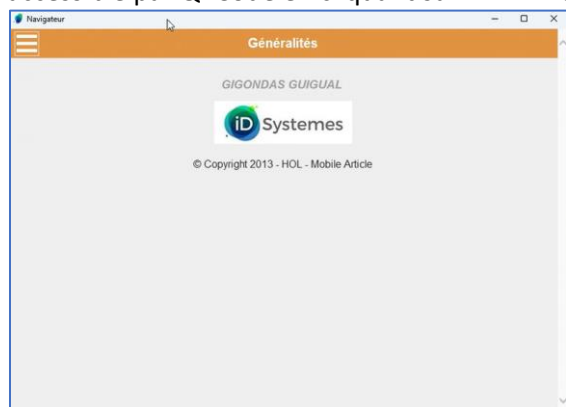 Navigateur
Généralités
GIGONDAS GUIGUAL
iD Systemes
© Copyright 2013 - HOL - Mobile Article